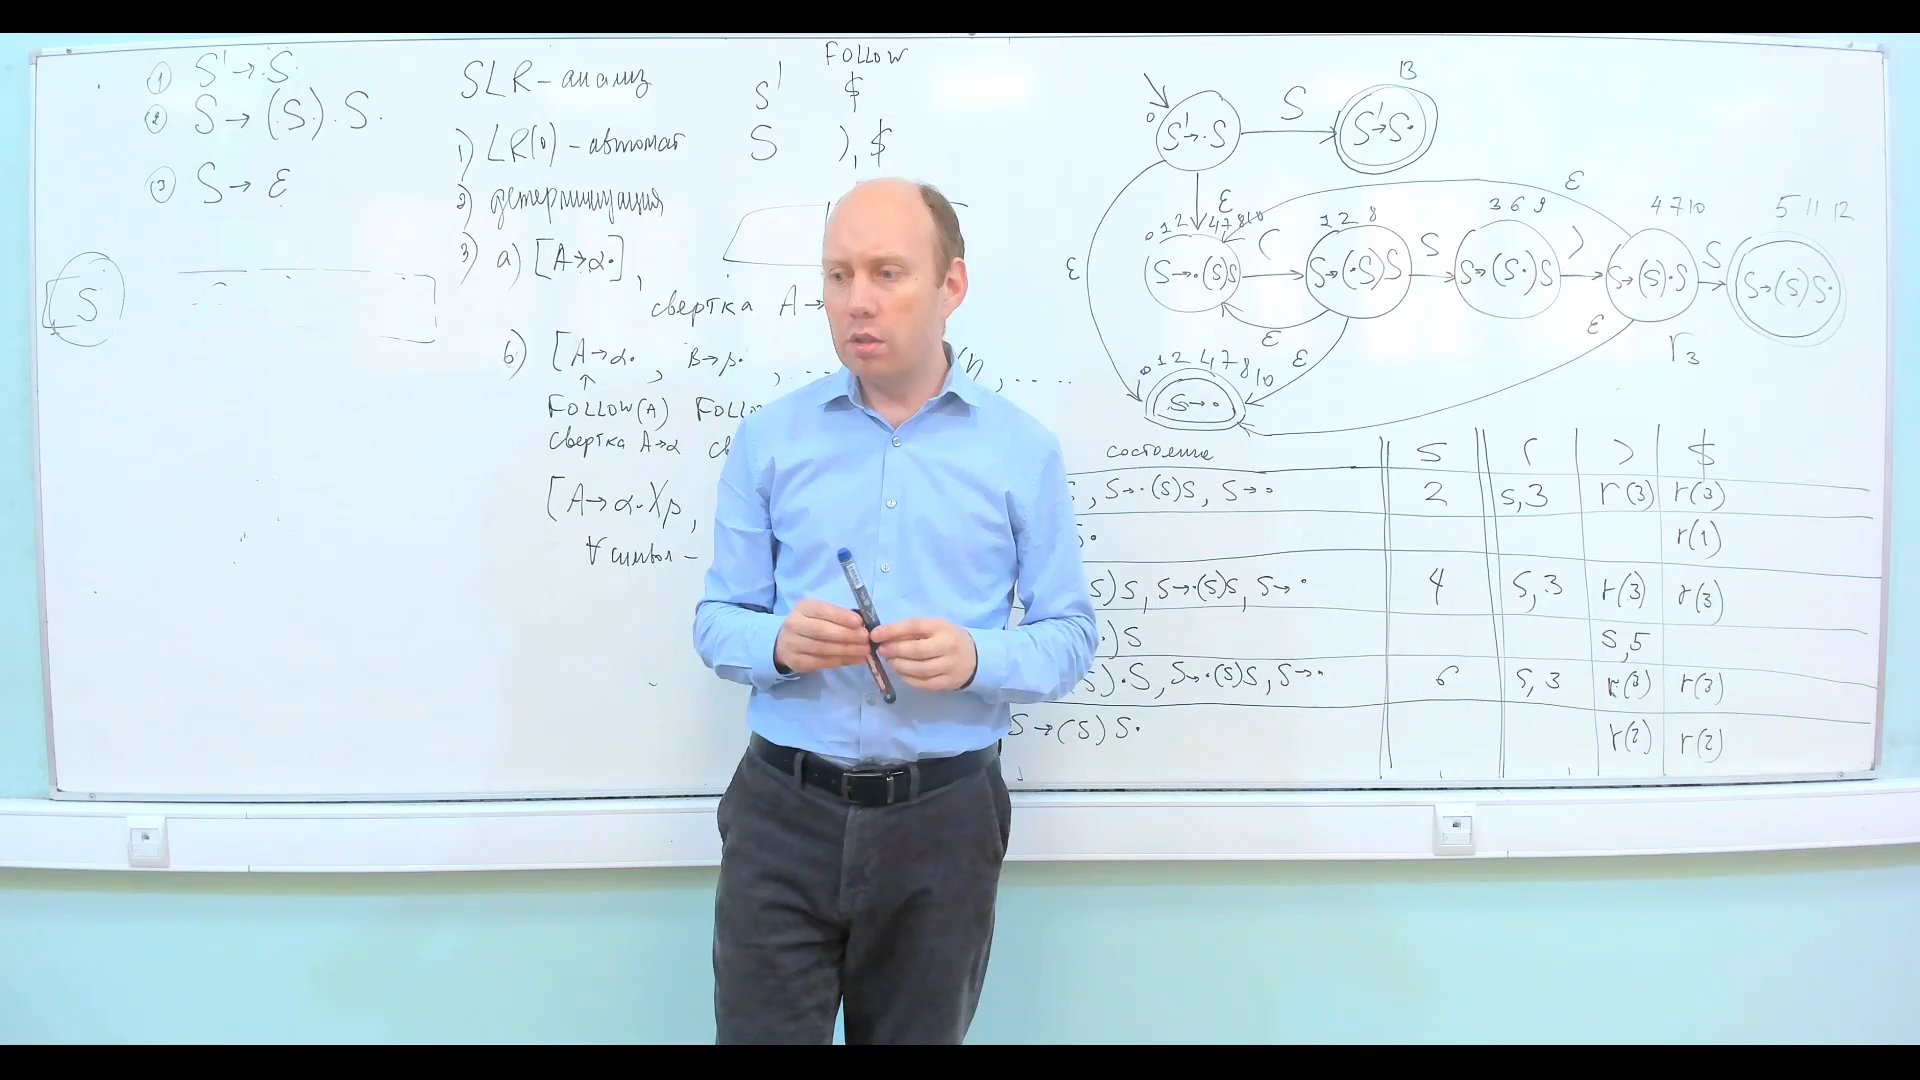 ① S' → .S.
② S → (.S).S.
③ S → ε
S
SLR – анализ
1) LR(0) – автомат
2) детерминизация
3) а) [A→α·],
свертка A→
б) [A→α· , B→β· , ....
FOLLOW(A) FOLL
свертка A→α св
[A→α·Xβ,
∀ символ –
FOLLOW
S' $
S ), $
0 S'→·S
S
13
S'→S·
ε
ε
0 1 2 4 7 8 10
S→·(S)S
(
1 2 8
S→(·S)S
S
3 6 9
S→(S·)S
)
4 7 10
S→(S)·S
S
5 11 12
S→(S)S·
ε
ε
ε
ε
r3
0 1 2 4 7 8 10
S→·
состояние S ( ) $
, S→·(S)S, S→· 2 s,3 r(3) r(3)
· r(1)
S)S, S→·(S)S, S→· 4 s,3 r(3) r(3)
·)S s,5
S)·S, S→·(S)S, S→· 6 s,3 r(3) r(3)
S→(S)S· r(2) r(2)